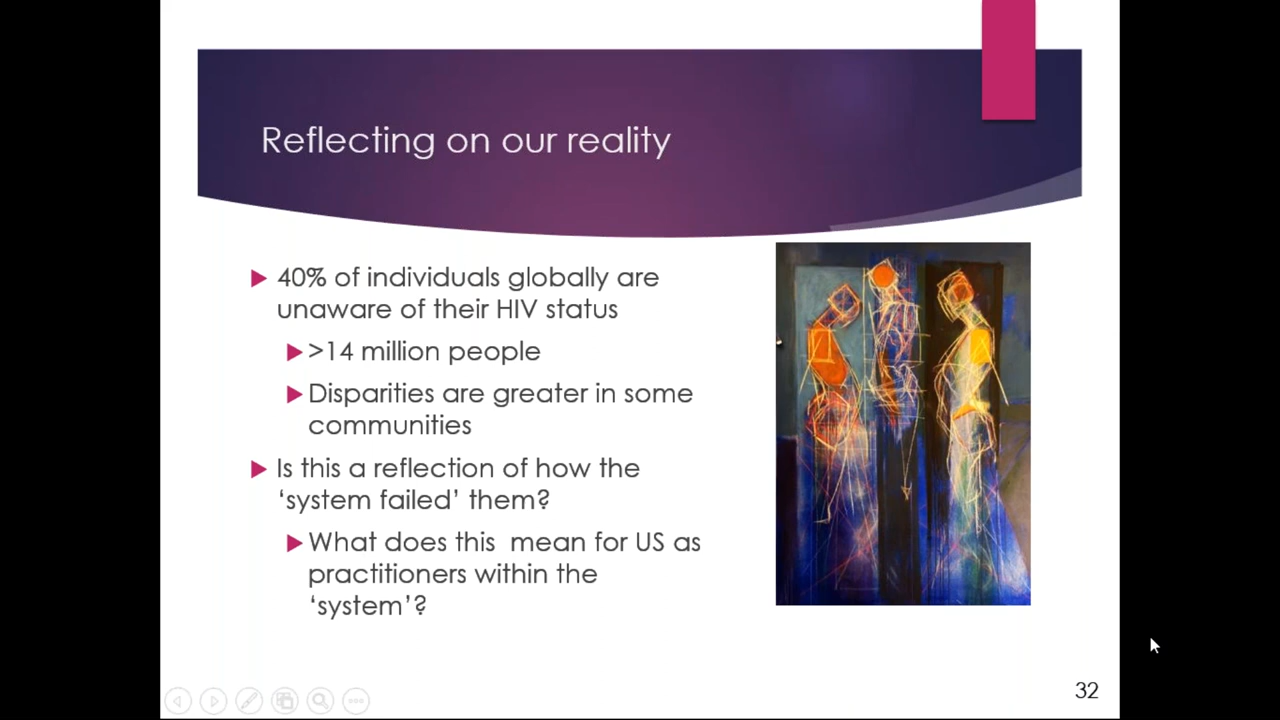 Reflecting on our reality
40% of individuals globally are
unaware of their HIV status
>14 million people
Disparities are greater in some
communities
Is this a reflection of how the
‘system failed’ them?
What does this  mean for US as
practitioners within the
‘system’?
32